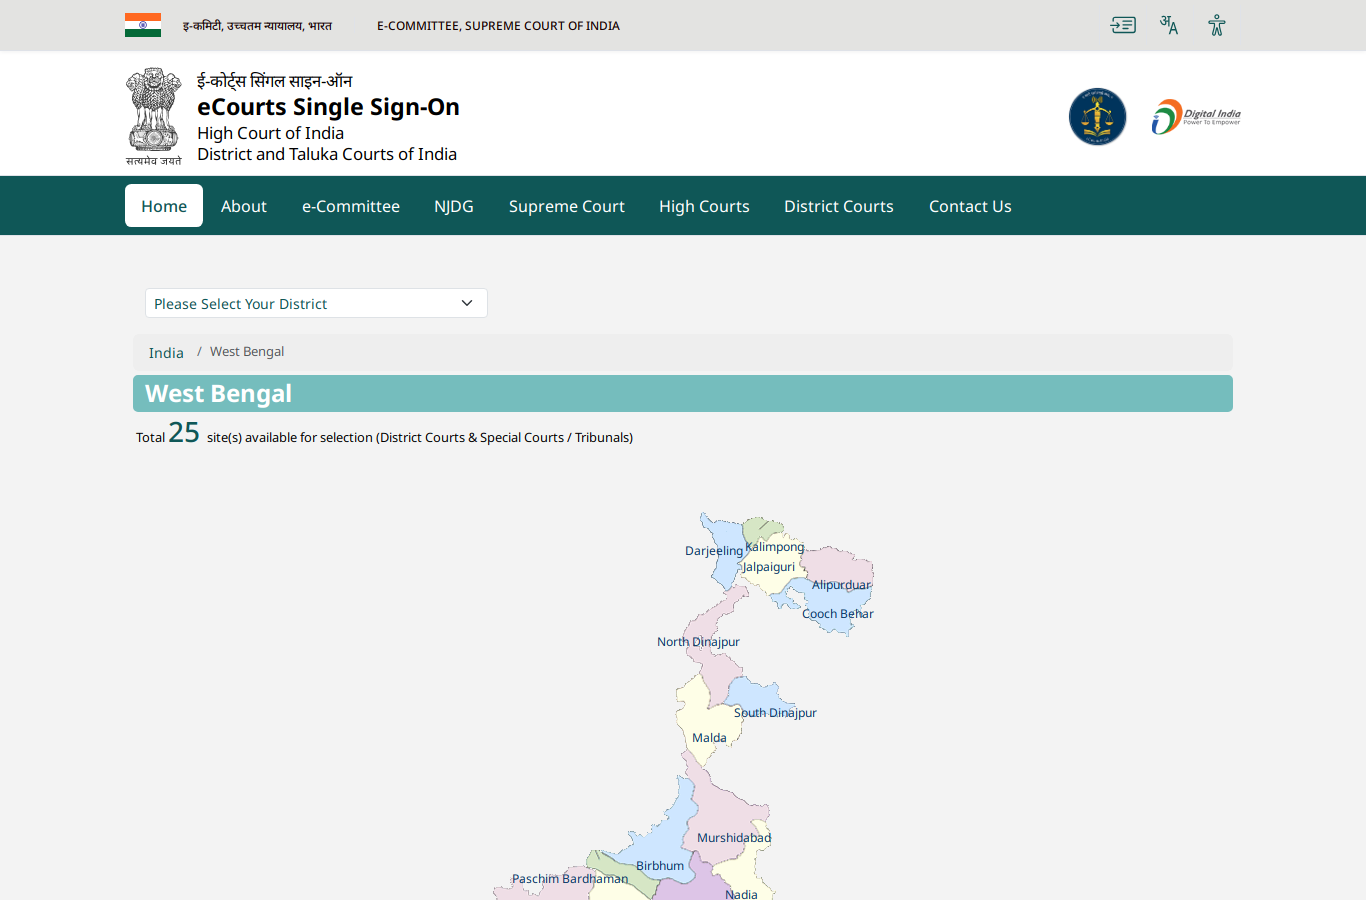 इ-कमिटी, उच्चतम न्यायालय, भारत
E-COMMITTEE, SUPREME COURT OF INDIA
अ A
सत्यमेव जयते
ई-कोर्ट्स सिंगल साइन-ऑन
eCourts Single Sign-On
High Court of India
District and Taluka Courts of India
Digital India
Power To Empower
Home
About
e-Committee
NJDG
Supreme Court
High Courts
District Courts
Contact Us
Please Select Your District
India / West Bengal
West Bengal
Total 25 site(s) available for selection (District Courts & Special Courts / Tribunals)
Kalimpong
Darjeeling
Jalpaiguri
Alipurduar
Cooch Behar
North Dinajpur
South Dinajpur
Malda
Murshidabad
Birbhum
Paschim Bardhaman
Nadia